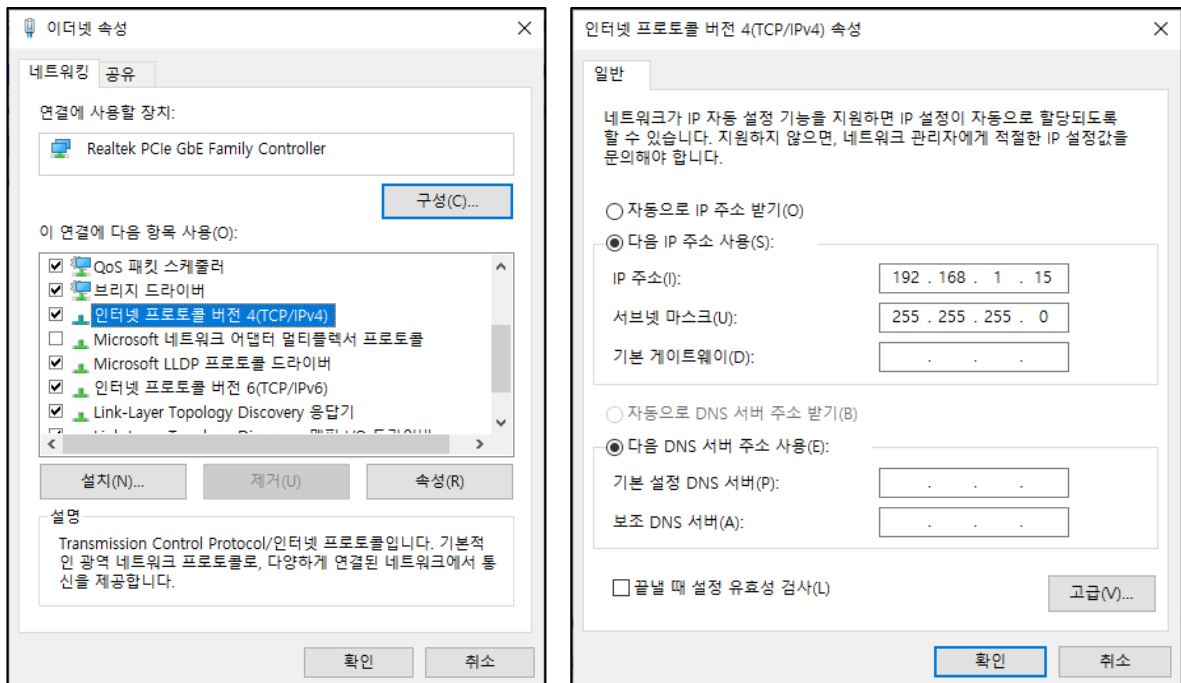 이더넷 속성
네트워킹
공유
연결에 사용할 장치:
Realtek PCIe GbE Family Controller
구성(C)...
이 연결에 다음 항목 사용(O):
QoS 패킷 스케줄러
브리지 드라이버
인터넷 프로토콜 버전 4(TCP/IPv4)
Microsoft 네트워크 어댑터 멀티플렉서 프로토콜
Microsoft LLDP 프로토콜 드라이버
인터넷 프로토콜 버전 6(TCP/IPv6)
Link-Layer Topology Discovery 응답기
설치(N)...
제거(U)
속성(R)
설명
Transmission Control Protocol/인터넷 프로토콜입니다. 기본적
인 광역 네트워크 프로토콜로, 다양하게 연결된 네트워크에서 통
신을 제공합니다.
확인
취소
인터넷 프로토콜 버전 4(TCP/IPv4) 속성
일반
네트워크가 IP 자동 설정 기능을 지원하면 IP 설정이 자동으로 할당되도록
할 수 있습니다. 지원하지 않으면, 네트워크 관리자에게 적절한 IP 설정값을
문의해야 합니다.
자동으로 IP 주소 받기(O)
다음 IP 주소 사용(S):
IP 주소(I):
192 . 168 . 1 . 15
서브넷 마스크(U):
255 . 255 . 255 . 0
기본 게이트웨이(D):
자동으로 DNS 서버 주소 받기(B)
다음 DNS 서버 주소 사용(E):
기본 설정 DNS 서버(P):
보조 DNS 서버(A):
끝낼 때 설정 유효성 검사(L)
고급(V)...
확인
취소